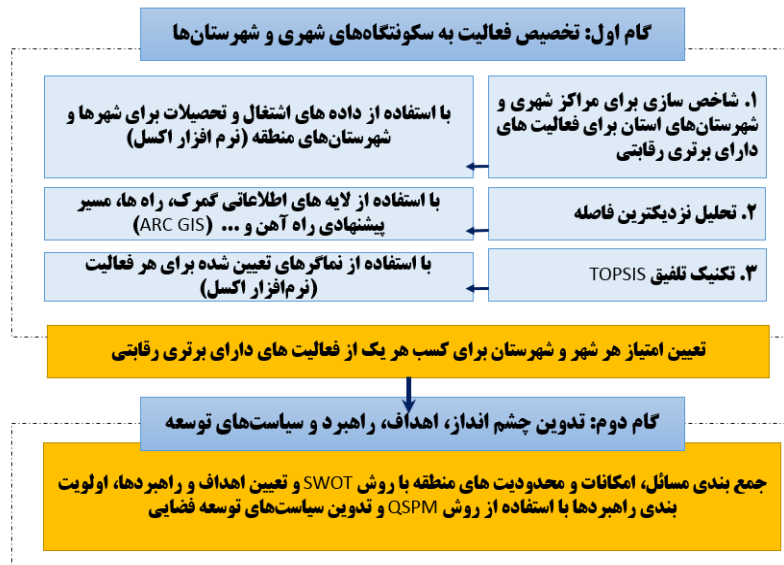 گام اول: تخصیص فعالیت به سکونتگاه‌های شهری و شهرستان‌ها
۱. شاخص سازی برای مراکز شهری و
شهرستان‌های استان برای فعالیت های
دارای برتری رقابتی
با استفاده از داده های اشتغال و تحصیلات برای شهرها و
شهرستان‌های منطقه (نرم افزار اکسل)
۲. تحلیل نزدیکترین فاصله
با استفاده از لایه های اطلاعاتی گمرک، راه ها، مسیر
پیشنهادی راه آهن و ... (ARC GIS)
۳. تکنیک تلفیق TOPSIS
با استفاده از نماگرهای تعیین شده برای هر فعالیت
(نرم‌افزار اکسل)
تعیین امتیاز هر شهر و شهرستان برای کسب هر یک از فعالیت های دارای برتری رقابتی
گام دوم: تدوین چشم انداز، اهداف، راهبرد و سیاست‌های توسعه
جمع بندی مسائل، امکانات و محدودیت های منطقه با روش SWOT و تعیین اهداف و راهبردها، اولویت
بندی راهبردها با استفاده از روش QSPM و تدوین سیاست‌های توسعه فضایی